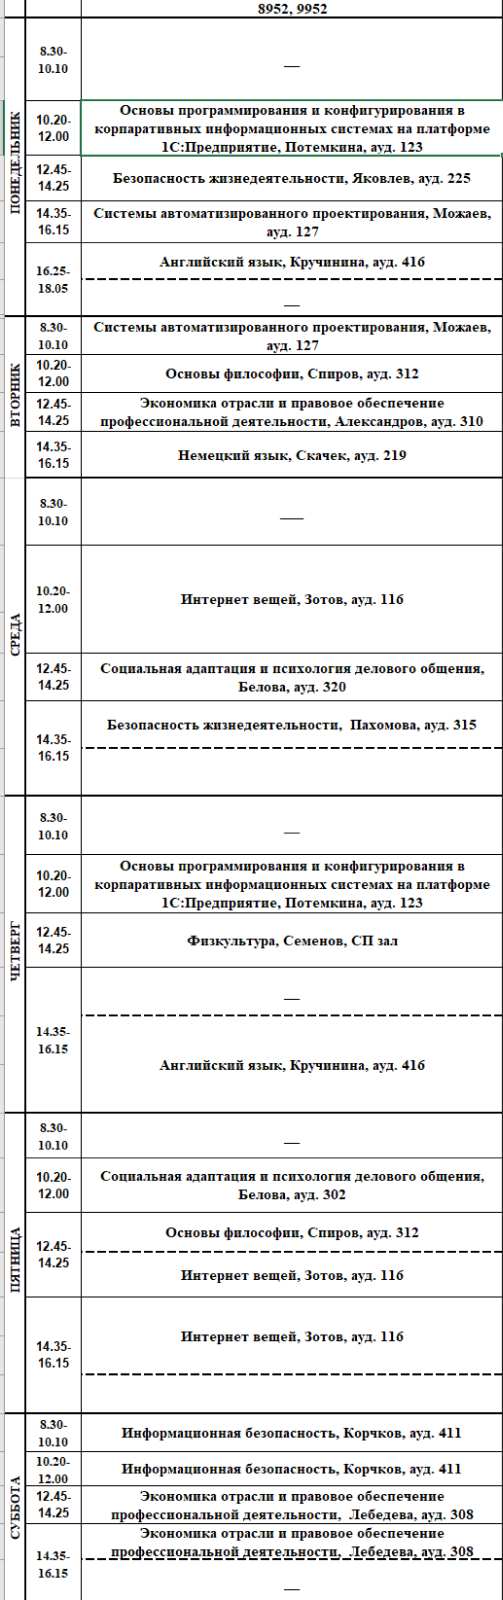 8952, 9952
ПОНЕДЕЛЬНИК
8.30-
10.10
—
10.20-
12.00
Основы программирования и конфигурирования в
корпаративных информационных системах на платформе
1С:Предприятие, Потемкина, ауд. 123
12.45-
14.25
Безопасность жизнедеятельности, Яковлев, ауд. 225
14.35-
16.15
Системы автоматизированного проектирования, Можаев,
ауд. 127
16.25-
18.05
Английский язык, Кручинина, ауд. 416
—
ВТОРНИК
8.30-
10.10
Системы автоматизированного проектирования, Можаев,
ауд. 127
10.20-
12.00
Основы философии, Спиров, ауд. 312
12.45-
14.25
Экономика отрасли и правовое обеспечение
профессиональной деятельности, Александров, ауд. 310
14.35-
16.15
Немецкий язык, Скачек, ауд. 219
СРЕДА
8.30-
10.10
—
10.20-
12.00
Интернет вещей, Зотов, ауд. 116
12.45-
14.25
Социальная адаптация и психология делового общения,
Белова, ауд. 320
14.35-
16.15
Безопасность жизнедеятельности, Пахомова, ауд. 315
ЧЕТВЕРГ
8.30-
10.10
—
10.20-
12.00
Основы программирования и конфигурирования в
корпаративных информационных системах на платформе
1С:Предприятие, Потемкина, ауд. 123
12.45-
14.25
Физкультура, Семенов, СП зал
14.35-
16.15
—
Английский язык, Кручинина, ауд. 416
ПЯТНИЦА
8.30-
10.10
—
10.20-
12.00
Социальная адаптация и психология делового общения,
Белова, ауд. 302
12.45-
14.25
Основы философии, Спиров, ауд. 312
Интернет вещей, Зотов, ауд. 116
14.35-
16.15
Интернет вещей, Зотов, ауд. 116
СУББОТА
8.30-
10.10
Информационная безопасность, Корчков, ауд. 411
10.20-
12.00
Информационная безопасность, Корчков, ауд. 411
12.45-
14.25
Экономика отрасли и правовое обеспечение
профессиональной деятельности, Лебедева, ауд. 308
14.35-
16.15
Экономика отрасли и правовое обеспечение
профессиональной деятельности, Лебедева, ауд. 308
—